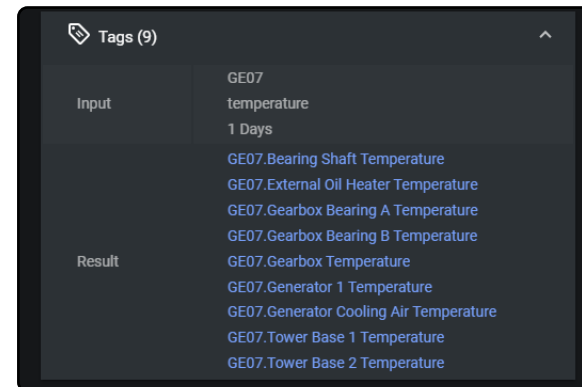 Tags (9)
Input
GE07
temperature
1 Days
Result
GE07.Bearing Shaft Temperature
GE07.External Oil Heater Temperature
GE07.Gearbox Bearing A Temperature
GE07.Gearbox Bearing B Temperature
GE07.Gearbox Temperature
GE07.Generator 1 Temperature
GE07.Generator Cooling Air Temperature
GE07.Tower Base 1 Temperature
GE07.Tower Base 2 Temperature